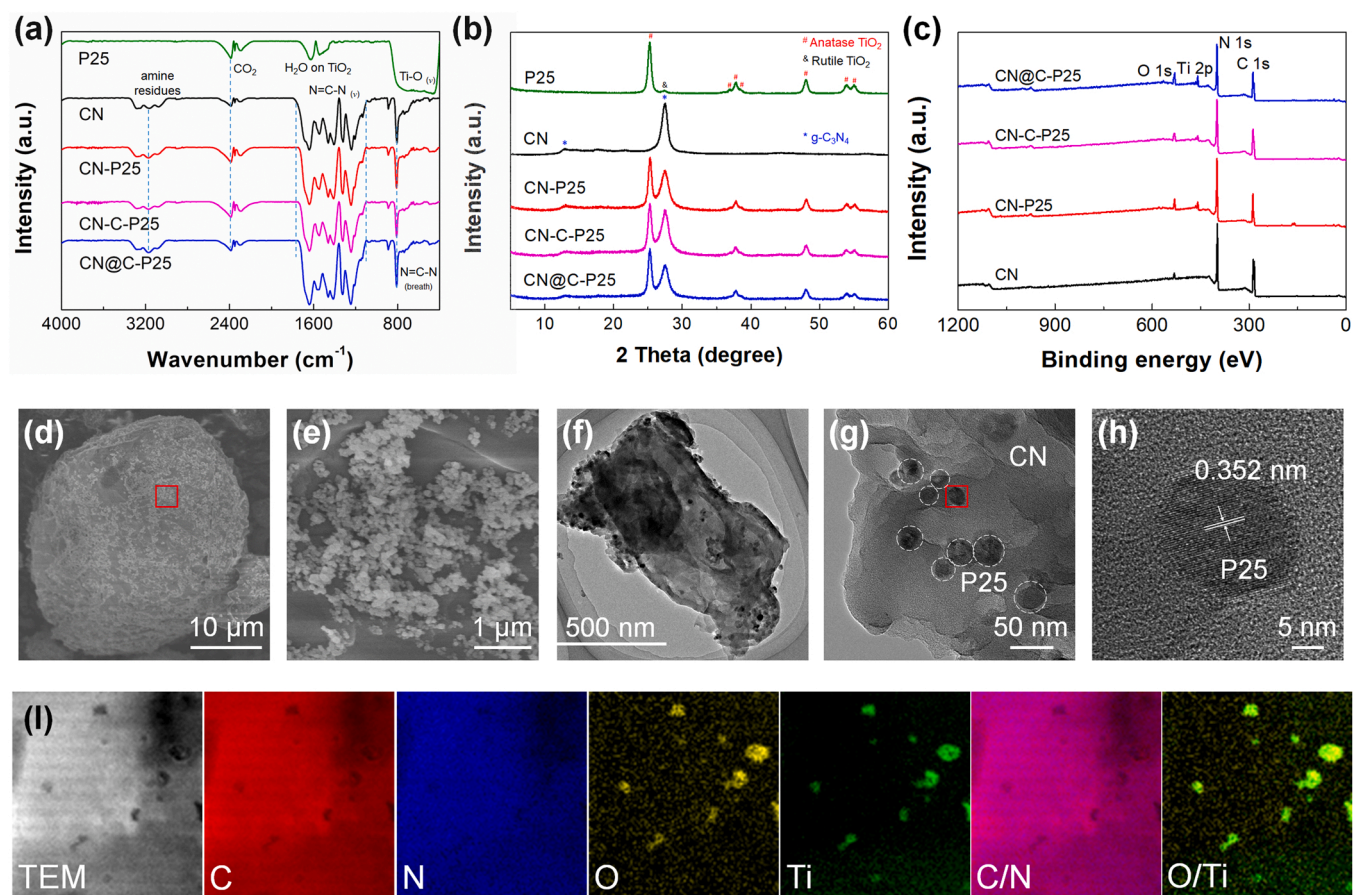 (a)
P25
CO2
H2O on TiO2
Ti-O (ν)
amine
residues
N=C-N (ν)
CN
CN-P25
CN-C-P25
CN@C-P25
N=C-N
(breath)
Intensity (a.u.)
4000 3200 2400 1600 800
Wavenumber (cm-1)
(b)
# Anatase TiO2
& Rutile TiO2
* g-C3N4
P25
#
&
# # #
# # #
*
*
CN
CN-P25
CN-C-P25
CN@C-P25
Intensity (a.u.)
10 20 30 40 50 60
2 Theta (degree)
(c)
N 1s
O 1s Ti 2p C 1s
CN@C-P25
CN-C-P25
CN-P25
CN
Intensity (a.u.)
1200 900 600 300 0
Binding energy (eV)
(d)
10 μm
(e)
1 μm
(f)
500 nm
(g)
CN
P25
50 nm
(h)
0.352 nm
P25
5 nm
(l)
TEM
C
N
O
Ti
C/N
O/Ti